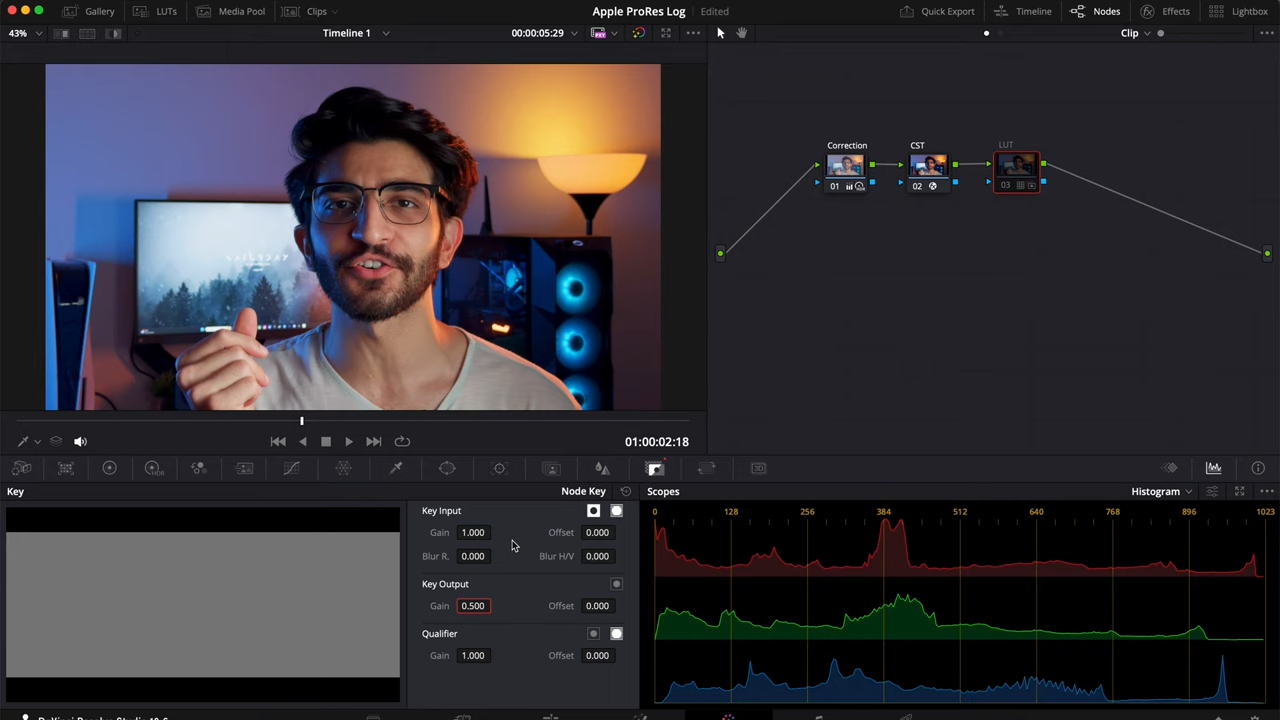 Gallery LUTs Media Pool Clips Apple ProRes Log Edited Quick Export Timeline Nodes Effects Lightbox
43% Timeline 1 00:00:05:29 Clip
Correction CST LUT
01 02 03
01:00:02:18
Key Node Key Scopes Histogram
Key Input
Gain 1.000 Offset 0.000
Blur R. 0.000 Blur H/V 0.000
Key Output
Gain 0.500 Offset 0.000
Qualifier
Gain 1.000 Offset 0.000
0 128 256 384 512 640 768 896 1023